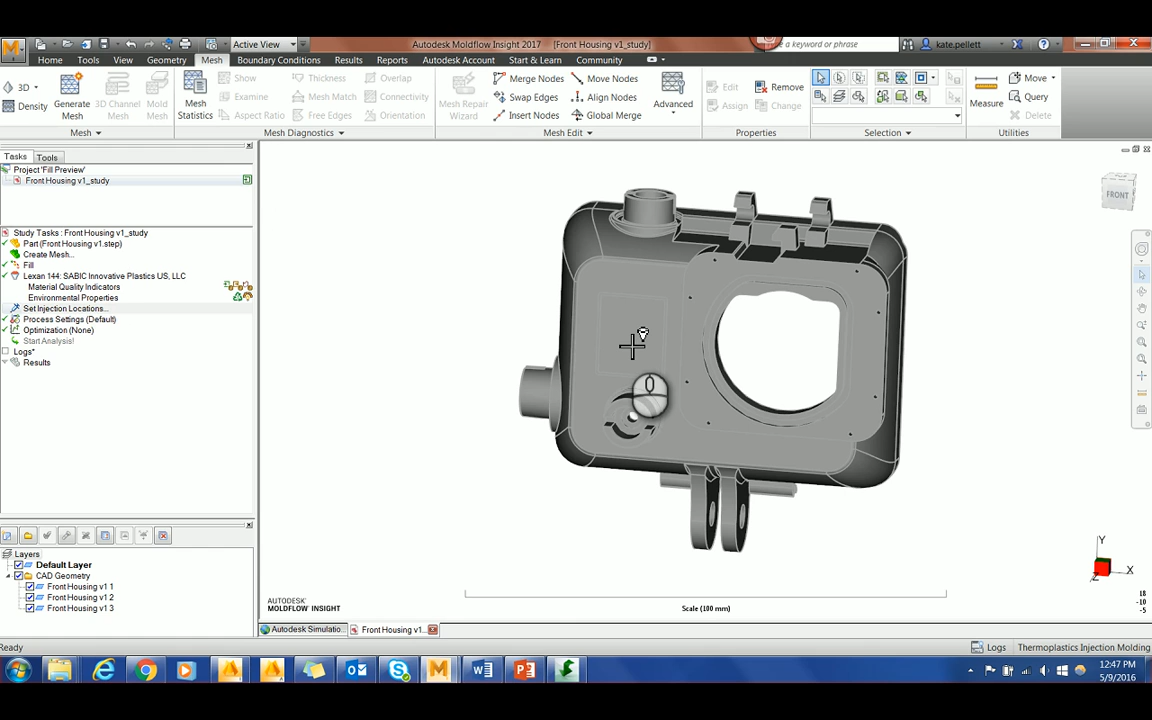 Active View
Autodesk Moldflow Insight 2017 - [Front Housing v1_study]
a keyword or phrase
kate.pellett
Home Tools View Geometry Mesh Boundary Conditions Results Reports Autodesk Account Start & Learn Community
3D
Density
Generate Mesh
3D Channel Mesh
Mold Mesh
Mesh
Mesh Statistics
Show
Examine
Aspect Ratio
Thickness
Mesh Match
Free Edges
Overlap
Connectivity
Orientation
Mesh Diagnostics
Mesh Repair Wizard
Merge Nodes
Swap Edges
Insert Nodes
Move Nodes
Align Nodes
Global Merge
Advanced
Mesh Edit
Edit
Assign
Remove
Change
Properties
Selection
Measure
Move
Query
Delete
Utilities
Tasks Tools
Project 'Fill Preview'
Front Housing v1_study
Study Tasks : Front Housing v1_study
Part (Front Housing v1.step)
Create Mesh...
Fill
Lexan 144: SABIC Innovative Plastics US, LLC
Material Quality Indicators
Environmental Properties
Set Injection Locations...
Process Settings (Default)
Optimization (None)
Start Analysis!
Logs*
Results
Layers
Default Layer
CAD Geometry
Front Housing v1 1
Front Housing v1 2
Front Housing v1 3
FRONT
Y
X
Z
18
-10
-5
AUTODESK'
MOLDFLOW INSIGHT
Scale (100 mm)
Autodesk Simulatio...
Front Housing v1...
Ready
Logs
Thermoplastics Injection Molding
12:47 PM
5/9/2016